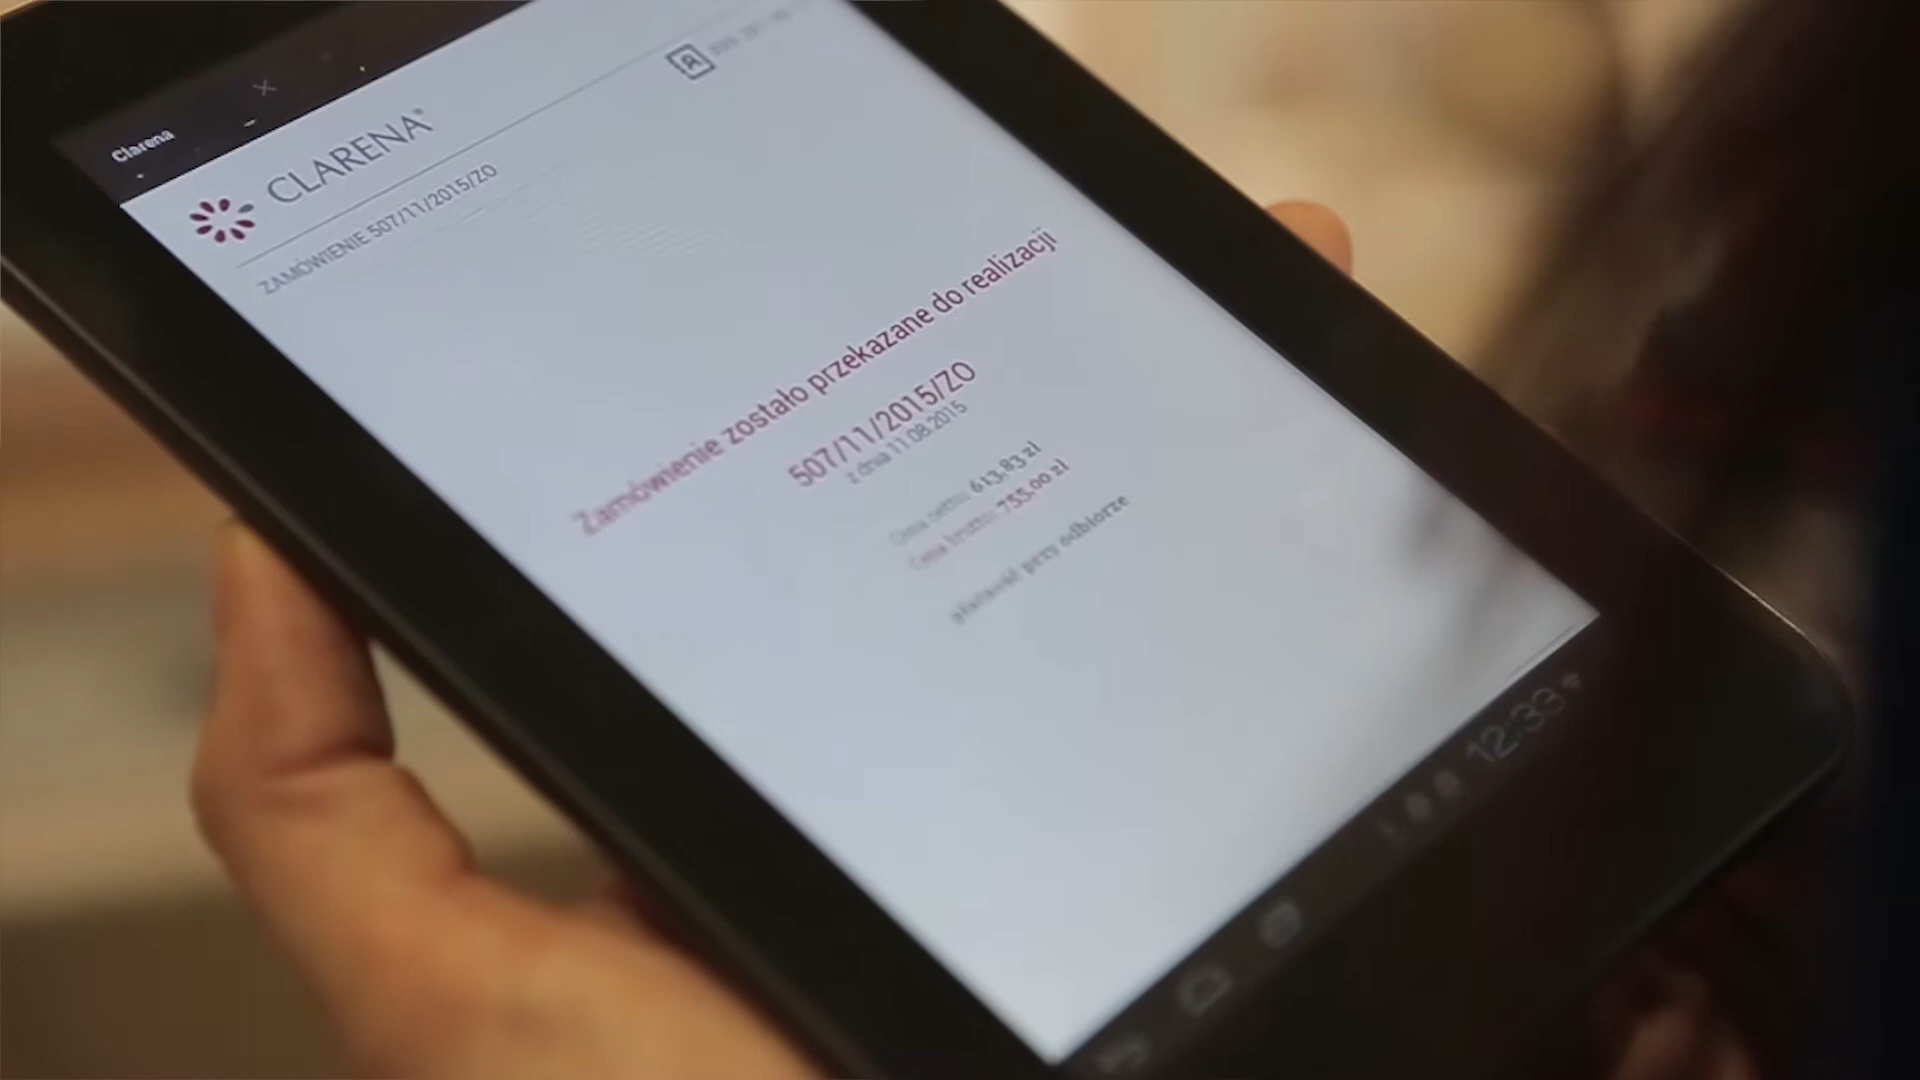 Clarena
CLARENA®
ZAMÓWIENIE 507/11/2015/ZO
Zamówienie zostało przekazane do realizacji
507/11/2015/ZO
z dnia 11.08.2015
Cena netto: 613.83 zł
Cena brutto: 755.00 zł
płatność przy odbiorze
12:33